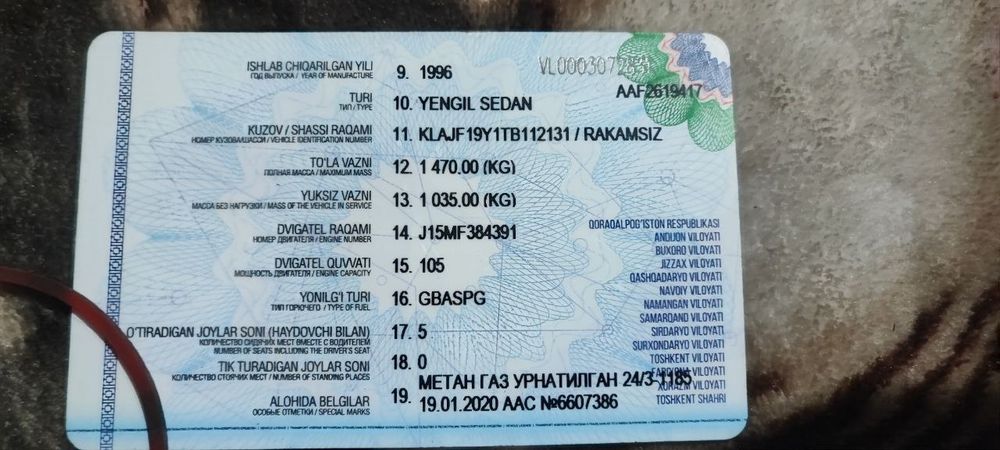 VL0003072
AAF2619417
ISHLAB CHIQARILGAN YILI
ГОД ВЫПУСКА / YEAR OF MANUFACTURE
9. 1996
TURI
ТИП / TYPE
10. YENGIL SEDAN
KUZOV / SHASSI RAQAMI
НОМЕР КУЗОВА/ШАССИ / VEHICLE IDENTIFICATION NUMBER
11. KLAJF19Y1TB112131 / RAKAMSIZ
TO'LA VAZNI
ПОЛНАЯ МАССА / MAXIMUM MASS
12. 1 470.00 (KG)
YUKSIZ VAZNI
МАССА БЕЗ НАГРУЗКИ / MASS OF THE VEHICLE IN SERVICE
13. 1 035.00 (KG)
DVIGATEL RAQAMI
НОМЕР ДВИГАТЕЛЯ / ENGINE NUMBER
14. J15MF384391
DVIGATEL QUVVATI
МОЩНОСТЬ ДВИГАТЕЛЯ / ENGINE CAPACITY
15. 105
YONILG'I TURI
ТИП ГОРЮЧЕГО / TYPE OF FUEL
16. GBASPG
O'TIRADIGAN JOYLAR SONI (HAYDOVCHI BILAN)
КОЛИЧЕСТВО СИДЯЧИХ МЕСТ ВМЕСТЕ С ВОДИТЕЛЕМ
NUMBER OF SEATS INCLUDING THE DRIVER'S SEAT
17. 5
TIK TURADIGAN JOYLAR SONI
КОЛИЧЕСТВО СТОЯЧИХ МЕСТ / NUMBER OF STANDING PLACES
18. 0
ALOHIDA BELGILAR
ОСОБЫЕ ОТМЕТКИ / SPECIAL MARKS
19. МЕТАН ГАЗ УРНАТИЛГАН 24/3-1185
19.01.2020 ААС №6607386
QORAQALPOG'ISTON RESPUBLIKASI
ANDIJON VILOYATI
BUXORO VILOYATI
JIZZAX VILOYATI
QASHQADARYO VILOYATI
NAVOIY VILOYATI
NAMANGAN VILOYATI
SAMARQAND VILOYATI
SIRDARYO VILOYATI
SURXONDARYO VILOYATI
TOSHKENT VILOYATI
FARG'ONA VILOYATI
XORAZM VILOYATI
TOSHKENT SHAHRI